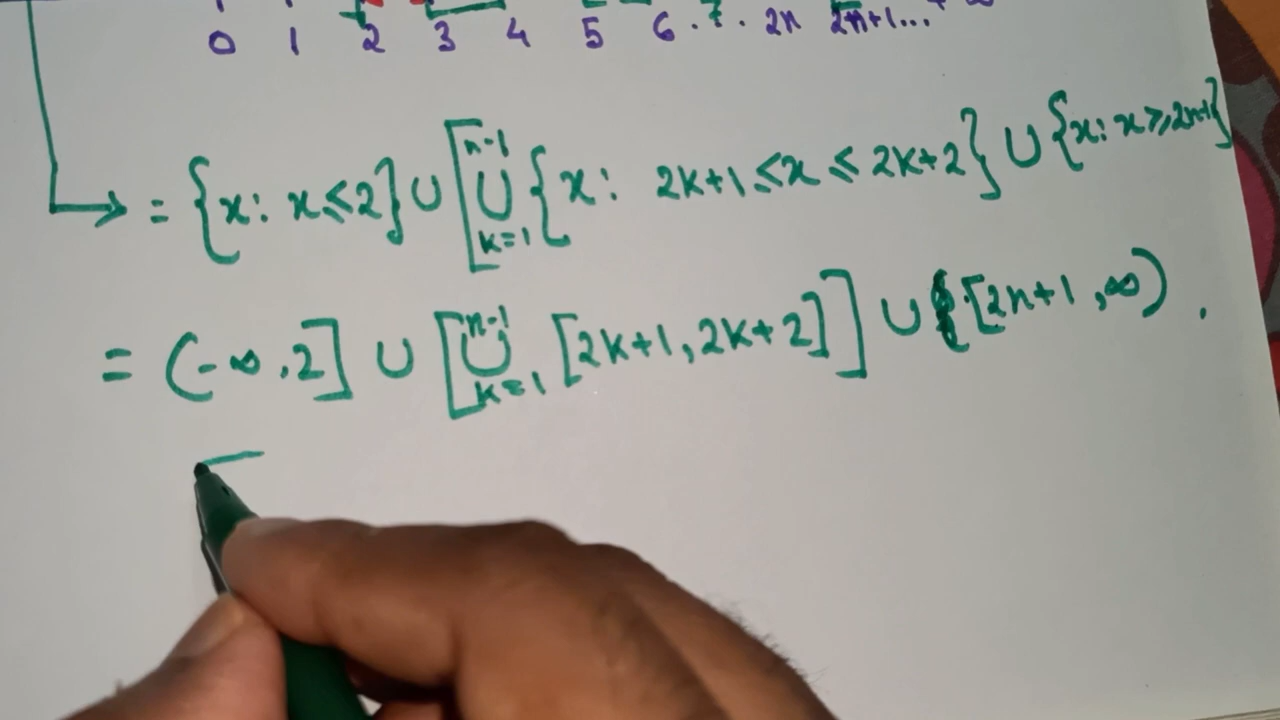 0 1 2 3 4 5 6 . 7 . 2n 2n+1...
= {x: x≤2} ∪ [n-1 ∪ k=1 {x: 2k+1≤x≤2k+2} ∪ {x: x≥2n+1}
= (-∞,2] ∪ [n-1 ∪ k=1 [2k+1,2k+2]] ∪ [2n+1,∞).